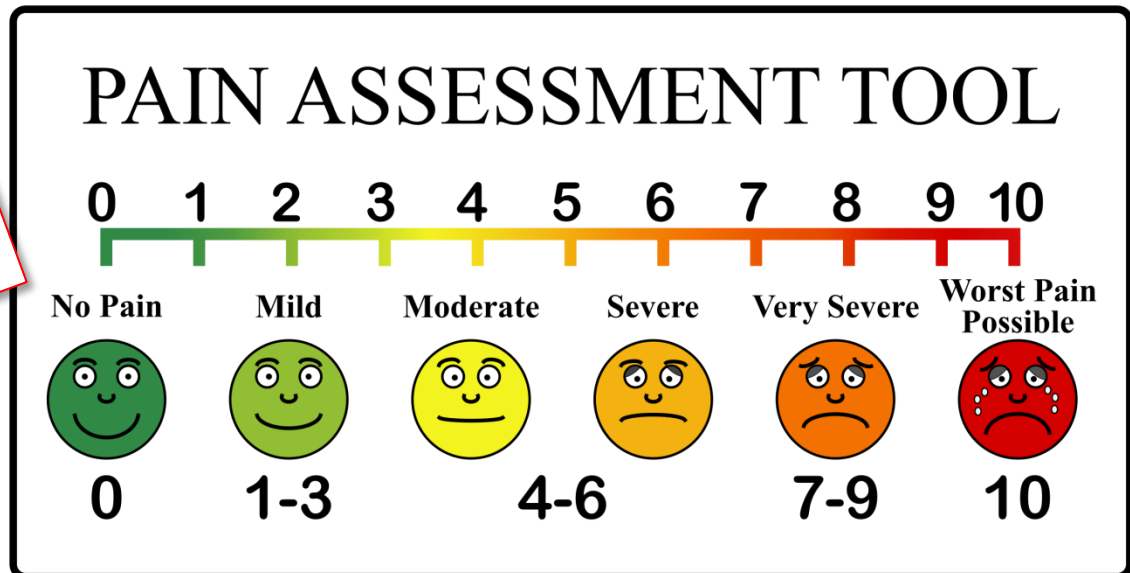 PAIN ASSESSMENT TOOL
0 1 2 3 4 5 6 7 8 9 10
No Pain Mild Moderate Severe Very Severe Worst Pain Possible
0 1-3 4-6 7-9 10